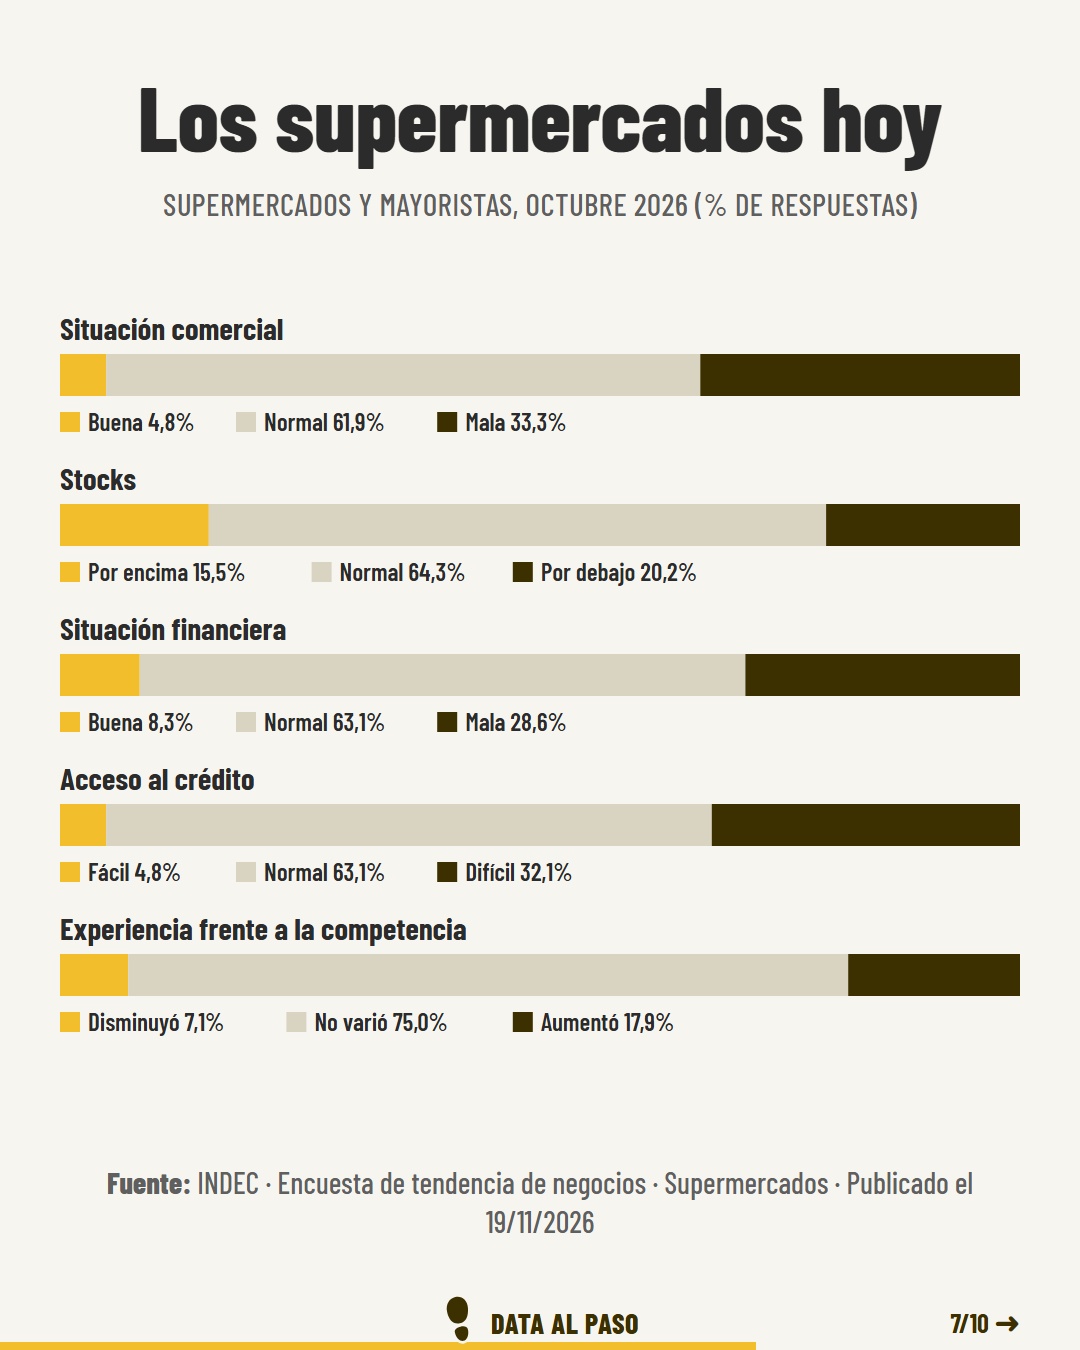 Los supermercados hoy
SUPERMERCADOS Y MAYORISTAS, OCTUBRE 2026 (% DE RESPUESTAS)
Situación comercial
Buena 4,8% Normal 61,9% Mala 33,3%
Stocks
Por encima 15,5% Normal 64,3% Por debajo 20,2%
Situación financiera
Buena 8,3% Normal 63,1% Mala 28,6%
Acceso al crédito
Fácil 4,8% Normal 63,1% Difícil 32,1%
Experiencia frente a la competencia
Disminuyó 7,1% No varió 75,0% Aumentó 17,9%
Fuente: INDEC · Encuesta de tendencia de negocios · Supermercados · Publicado el
19/11/2026
DATA AL PASO
7/10 →